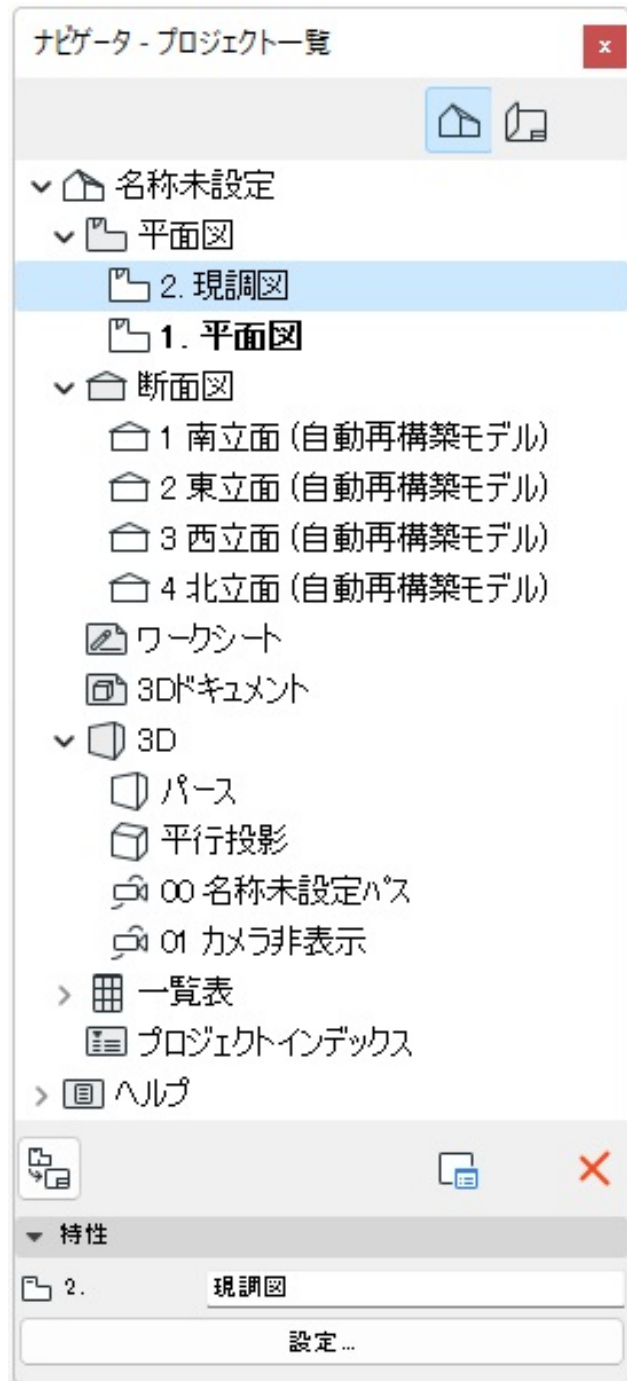 ナビゲータ - プロジェクト一覧
名称未設定
平面図
2. 現調図
1. 平面図
断面図
1 南立面 (自動再構築モデル)
2 東立面 (自動再構築モデル)
3 西立面 (自動再構築モデル)
4 北立面 (自動再構築モデル)
ワークシート
3Dドキュメント
3D
パース
平行投影
00 名称未設定パス
01 カメラ非表示
一覧表
プロジェクトインデックス
ヘルプ
特性
2. 現調図
設定...